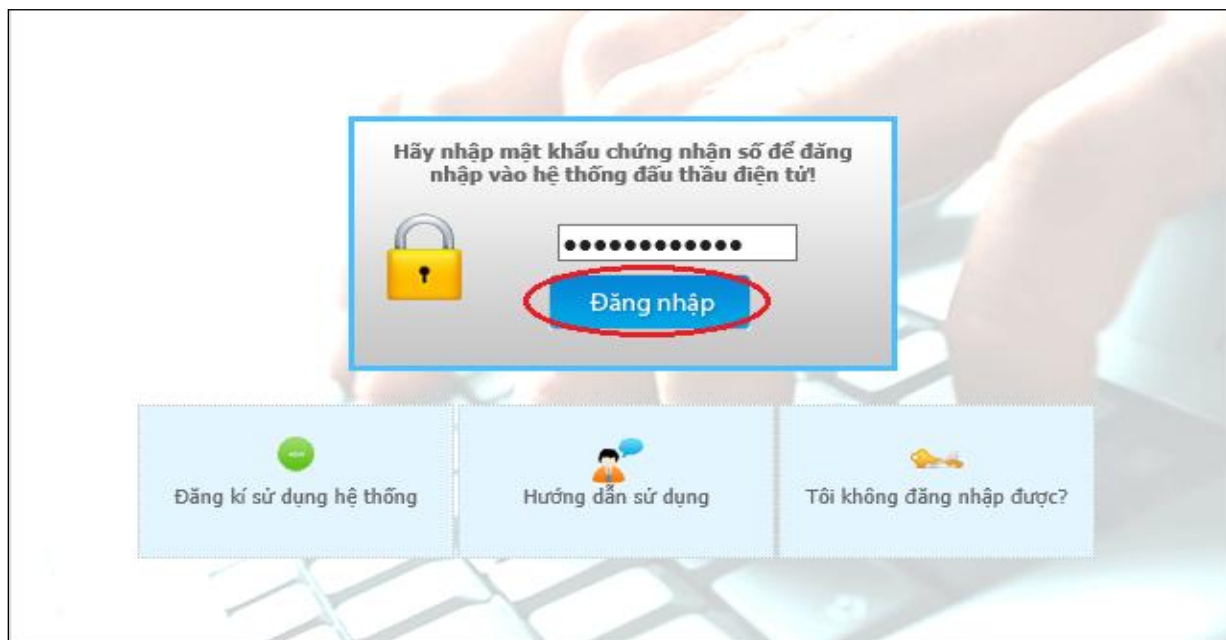 Hãy nhập mật khẩu chứng nhận số để đăng
nhập vào hệ thống đấu thầu điện tử!
●●●●●●●●●●●●
Đăng nhập
Đăng kí sử dụng hệ thống
Hướng dẫn sử dụng
Tôi không đăng nhập được?